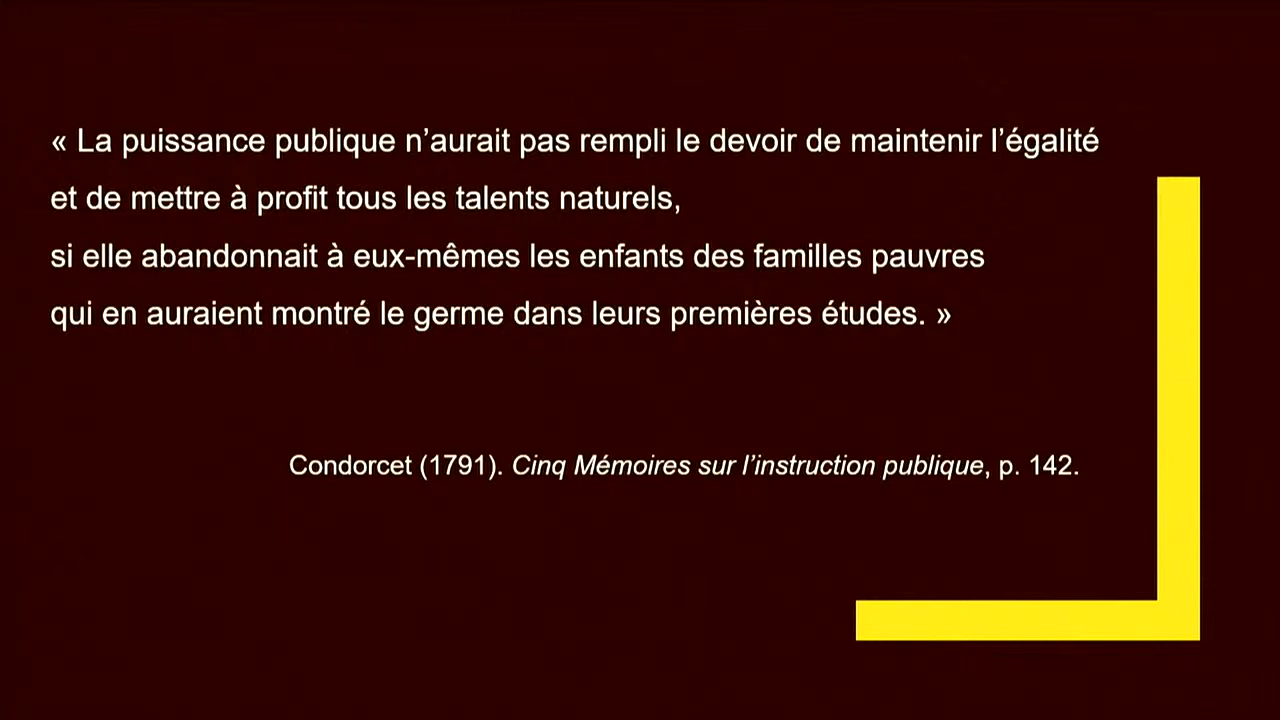 « La puissance publique n’aurait pas rempli le devoir de maintenir l’égalité
et de mettre à profit tous les talents naturels,
si elle abandonnait à eux-mêmes les enfants des familles pauvres
qui en auraient montré le germe dans leurs premières études. »
Condorcet (1791). Cinq Mémoires sur l’instruction publique, p. 142.